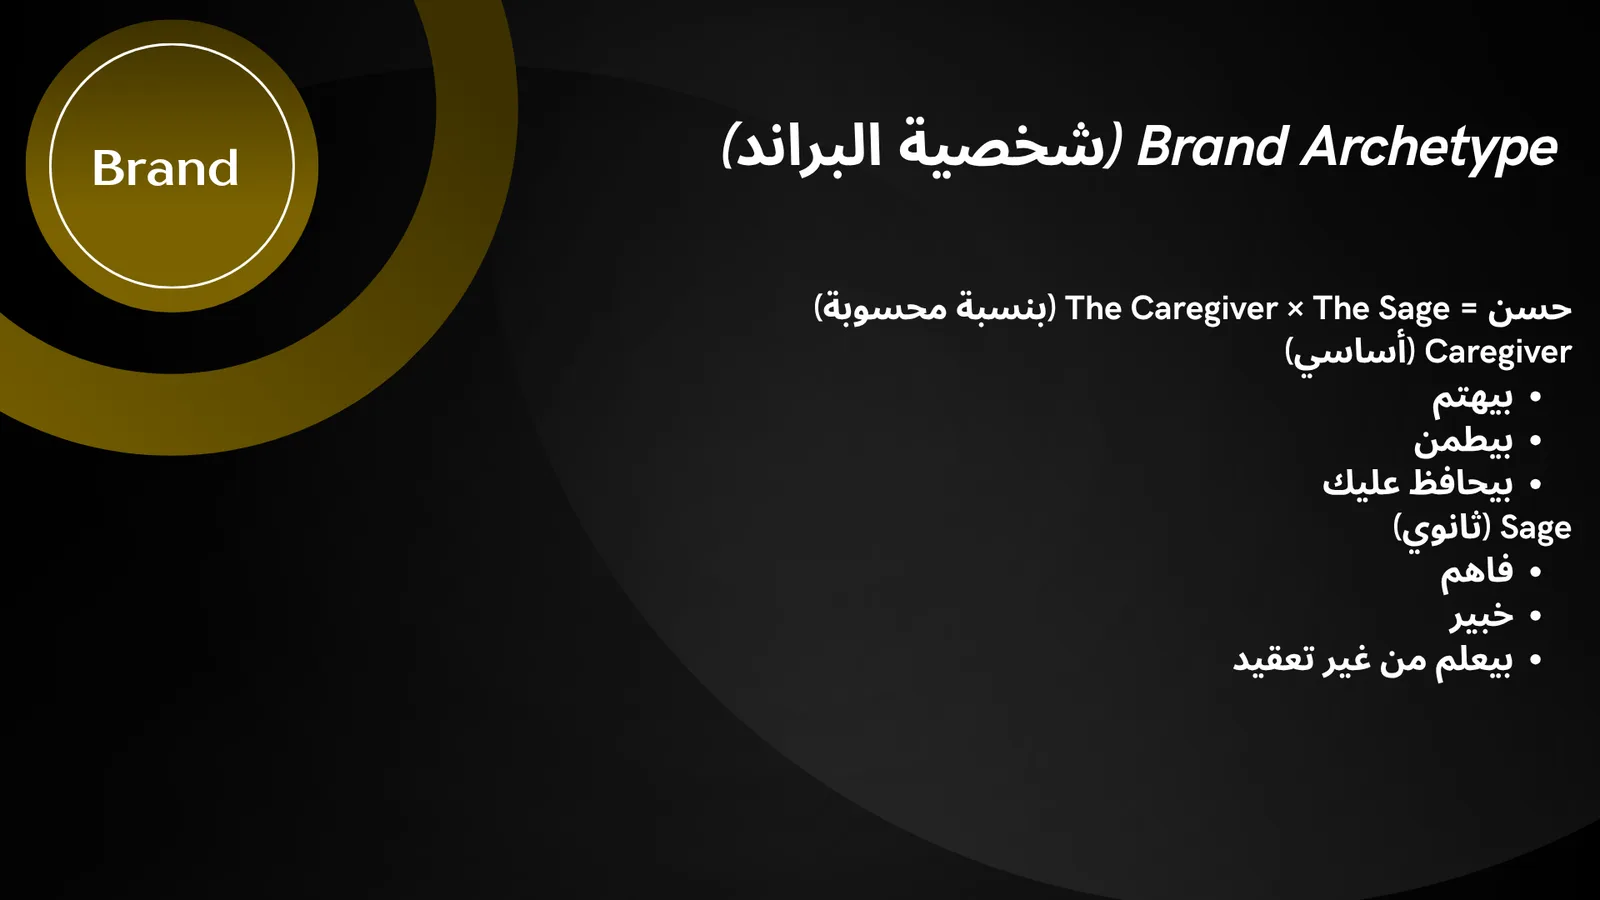 Brand
Brand Archetype (شخصية البراند)
حسن = The Caregiver × The Sage (بنسبة محسوبة)
Caregiver (أساسي)
• بيهتم
• بيطمن
• بيحافظ عليك
Sage (ثانوي)
• فاهم
• خبير
• بيعلم من غير تعقيد